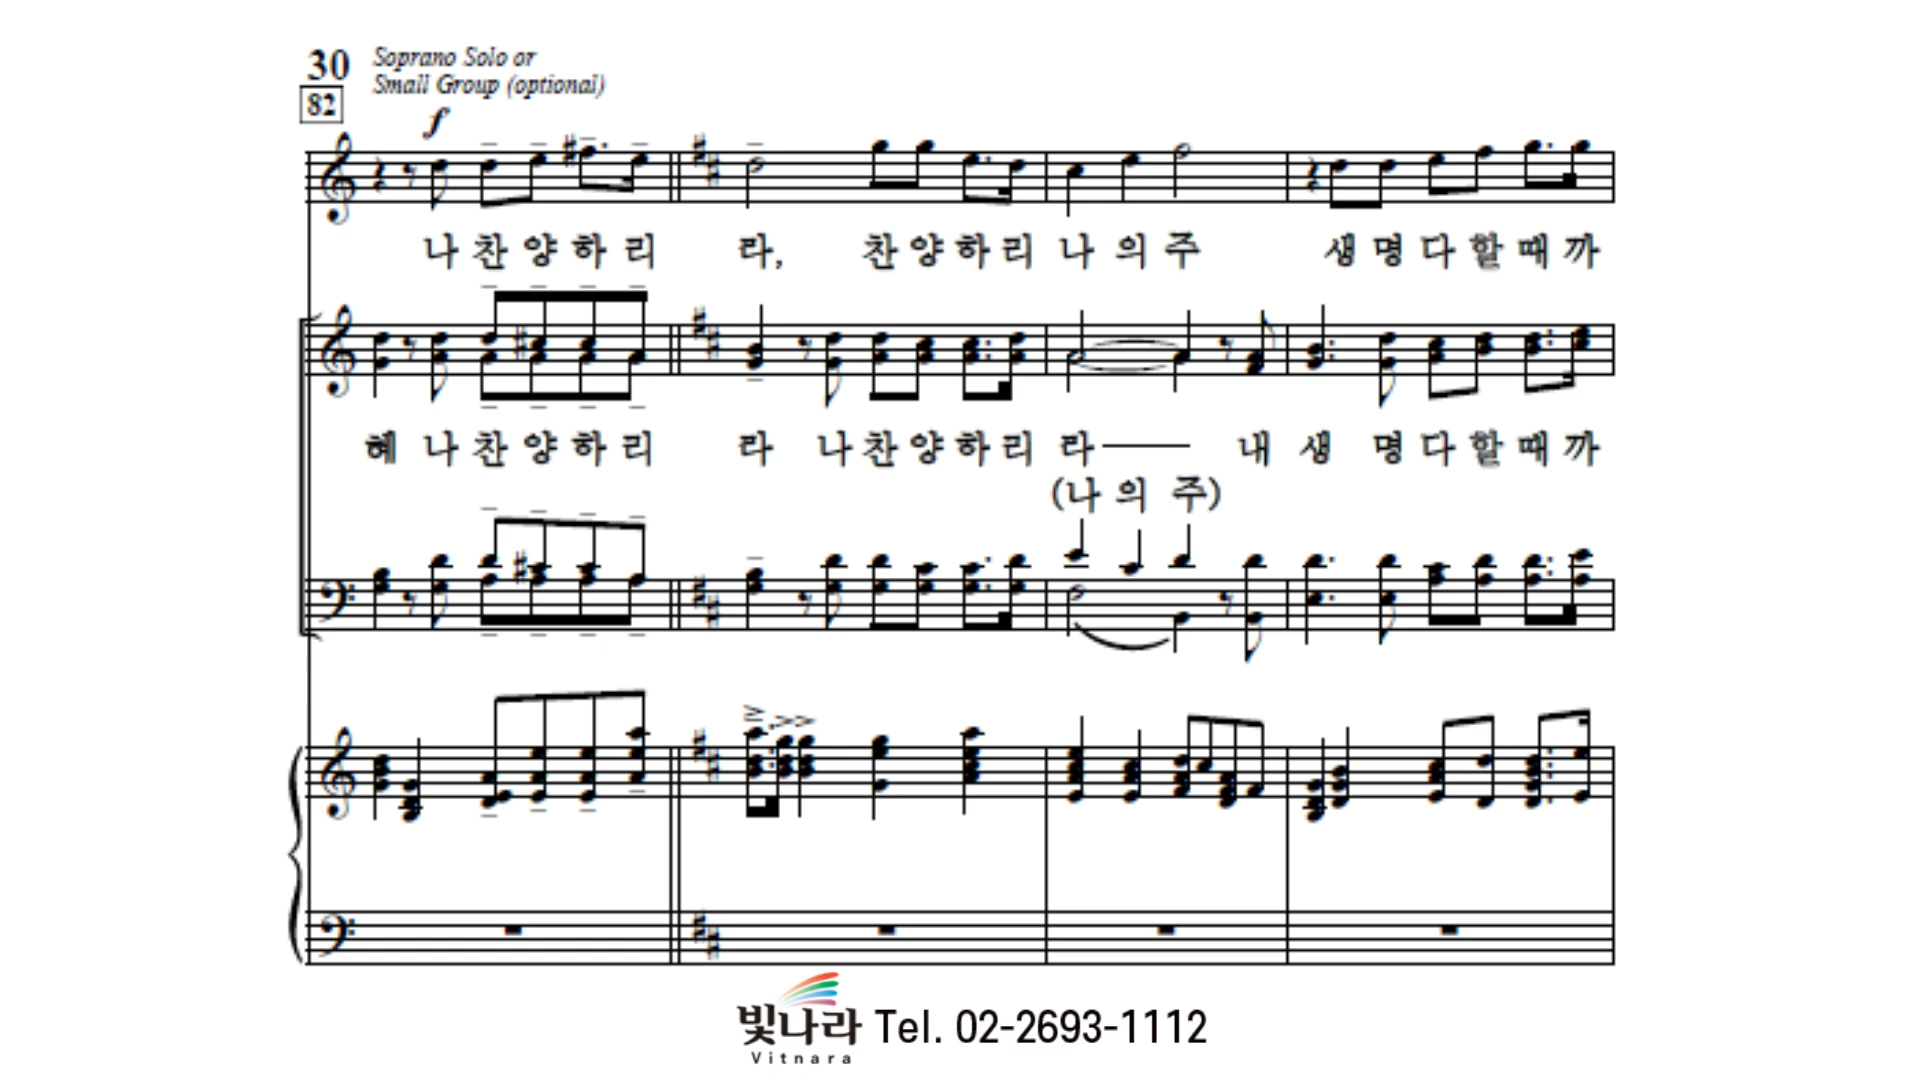 30
Soprano Solo or
Small Group (optional)
82
f
나 찬 양 하 리 라, 찬 양 하 리 나 의 주 생 명 다 할 때 까
혜 나 찬 양 하 리 라 나 찬 양 하 리 라 내 생 명 다 할 때 까
(나 의 주)
빛나라 Tel. 02-2693-1112
Vitnara